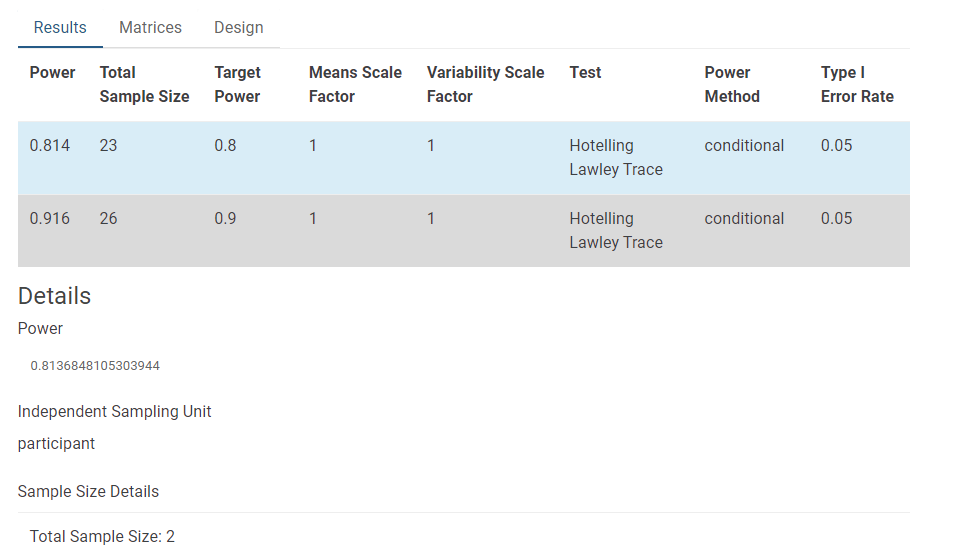 Results Matrices Design
Power Total Sample Size Target Power Means Scale Factor Variability Scale Factor Test Power Method Type I Error Rate
0.814 23 0.8 1 1 Hotelling Lawley Trace conditional 0.05
0.916 26 0.9 1 1 Hotelling Lawley Trace conditional 0.05
Details
Power
0.8136848105303944
Independent Sampling Unit
participant
Sample Size Details
Total Sample Size: 2